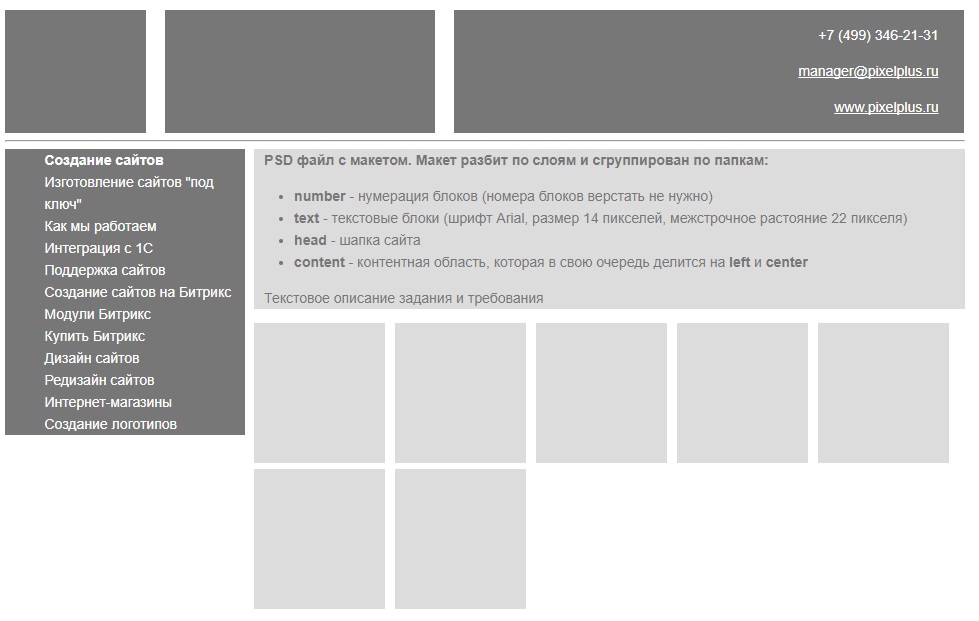 +7 (499) 346-21-31
manager@pixelplus.ru
www.pixelplus.ru
Создание сайтов
Изготовление сайтов "под
ключ"
Как мы работаем
Интеграция с 1С
Поддержка сайтов
Создание сайтов на Битрикс
Модули Битрикс
Купить Битрикс
Дизайн сайтов
Редизайн сайтов
Интернет-магазины
Создание логотипов
PSD файл с макетом. Макет разбит по слоям и сгруппирован по папкам:
• number - нумерация блоков (номера блоков верстать не нужно)
• text - текстовые блоки (шрифт Arial, размер 14 пикселей, межстрочное растояние 22 пикселя)
• head - шапка сайта
• content - контентная область, которая в свою очередь делится на left и center
Текстовое описание задания и требования